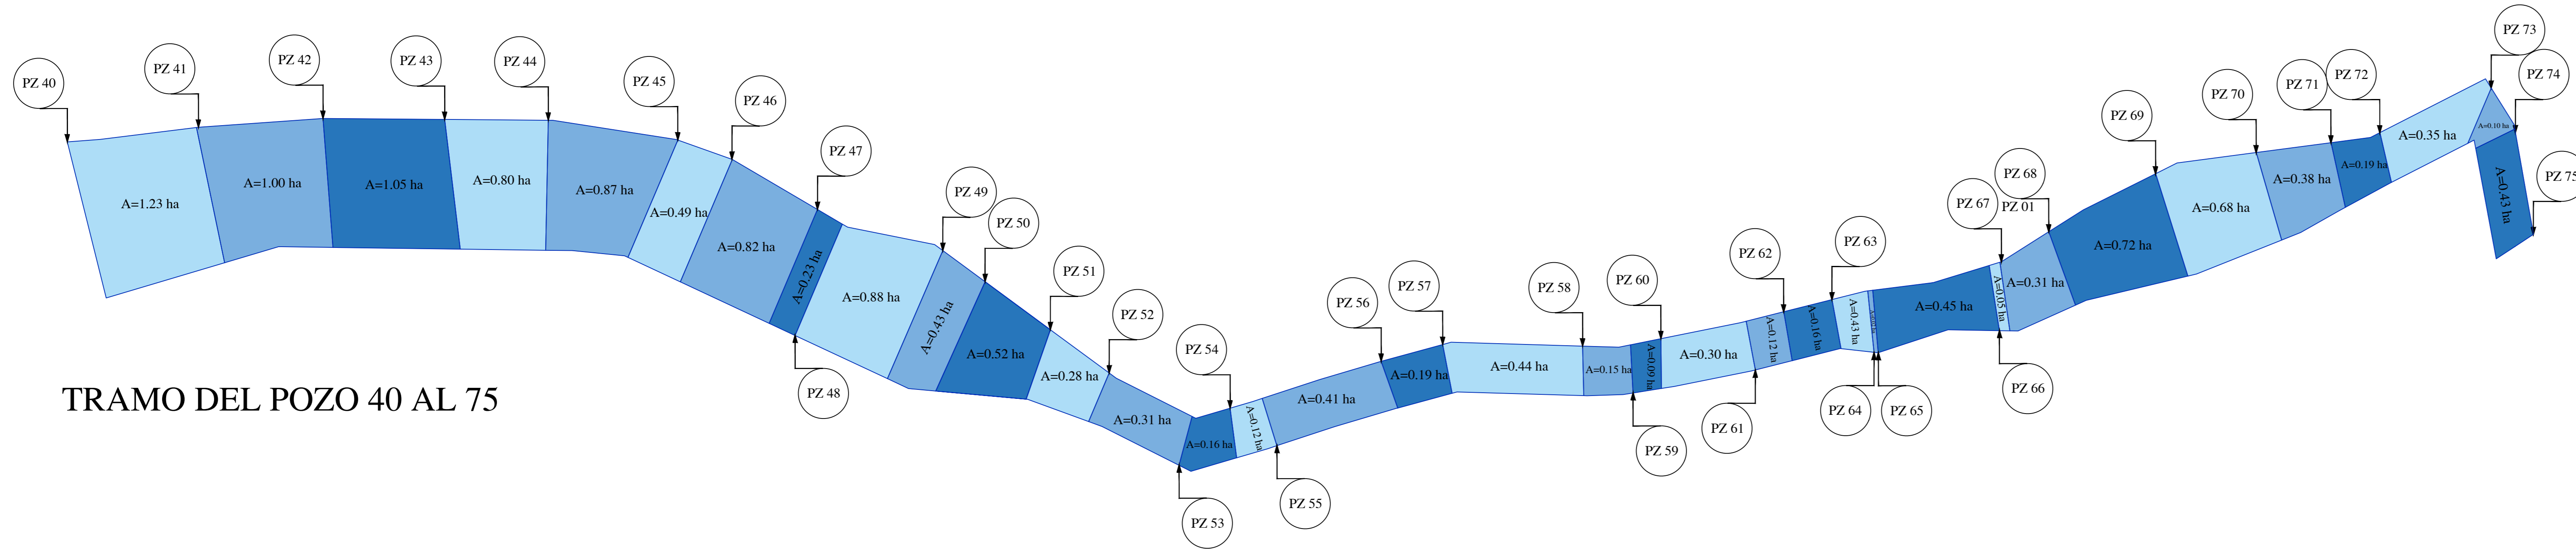 PZ 40
PZ 41
PZ 42
PZ 43
PZ 44
PZ 45
PZ 46
PZ 47
PZ 48
PZ 49
PZ 50
PZ 51
PZ 52
PZ 53
PZ 54
PZ 55
PZ 56
PZ 57
PZ 58
PZ 59
PZ 60
PZ 61
PZ 62
PZ 63
PZ 64
PZ 65
PZ 66
PZ 67
PZ 68
PZ 01
PZ 69
PZ 70
PZ 71
PZ 72
PZ 73
PZ 74
PZ 75
A=1.23 ha
A=1.00 ha
A=1.05 ha
A=0.80 ha
A=0.87 ha
A=0.49 ha
A=0.82 ha
A=0.23 ha
A=0.88 ha
A=0.43 ha
A=0.52 ha
A=0.28 ha
A=0.31 ha
A=0.16 ha
A=0.12 ha
A=0.41 ha
A=0.19 ha
A=0.44 ha
A=0.15 ha
A=0.09 ha
A=0.30 ha
A=0.12 ha
A=0.16 ha
A=0.43 ha
A=0.45 ha
A=0.05 ha
A=0.31 ha
A=0.72 ha
A=0.68 ha
A=0.38 ha
A=0.19 ha
A=0.35 ha
A=0.10 ha
A=0.43 ha
TRAMO DEL POZO 40 AL 75